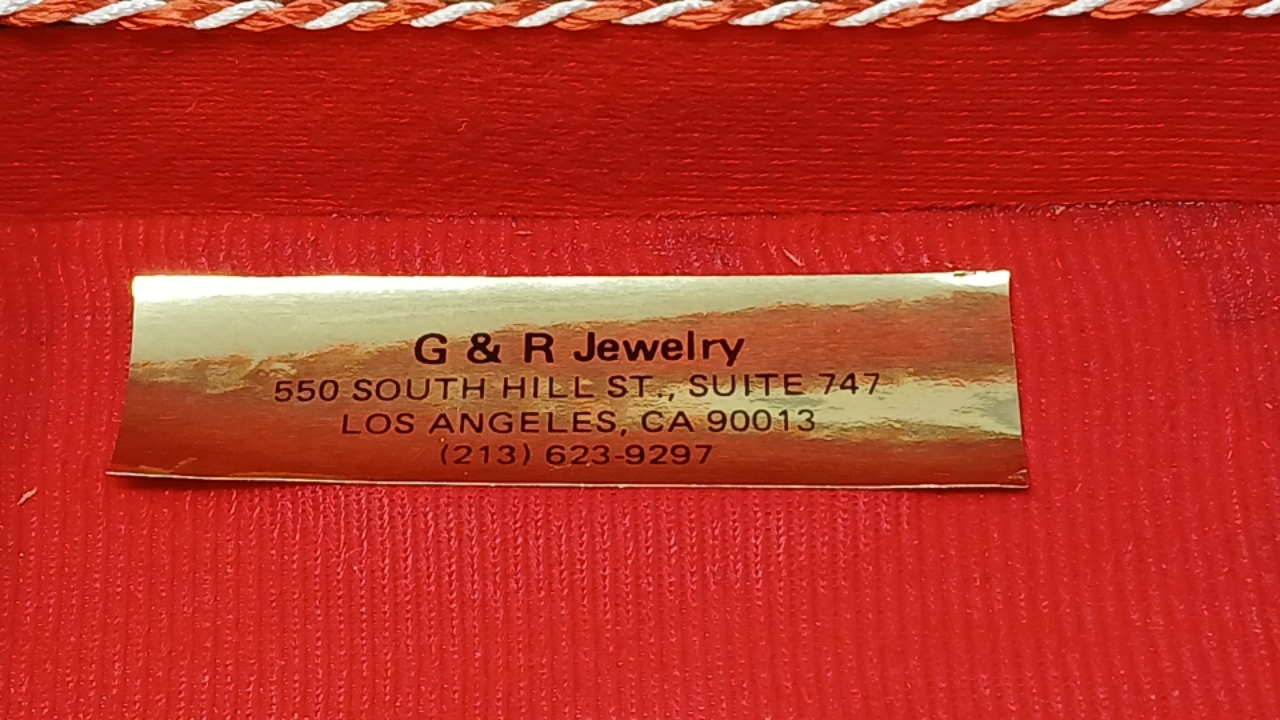 G & R Jewelry
550 SOUTH HILL ST., SUITE 747
LOS ANGELES, CA 90013
(213) 623-9297